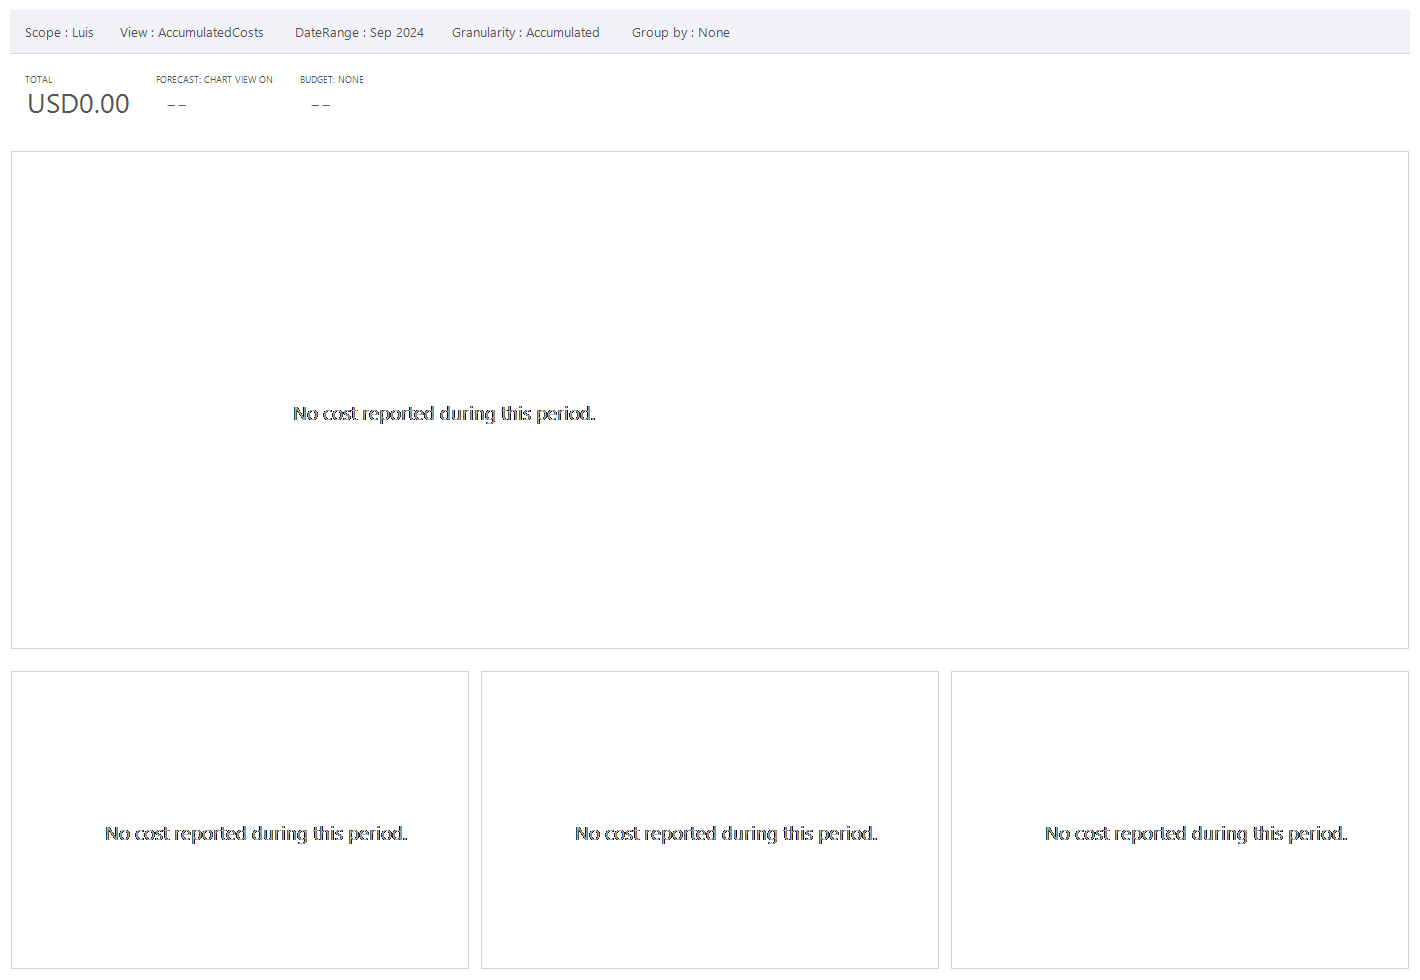 Scope : Luis View : AccumulatedCosts DateRange : Sep 2024 Granularity : Accumulated Group by : None
TOTAL FORECAST: CHART VIEW ON BUDGET: NONE
USD0.00 -- --
No cost reported during this period.
No cost reported during this period. No cost reported during this period. No cost reported during this period.